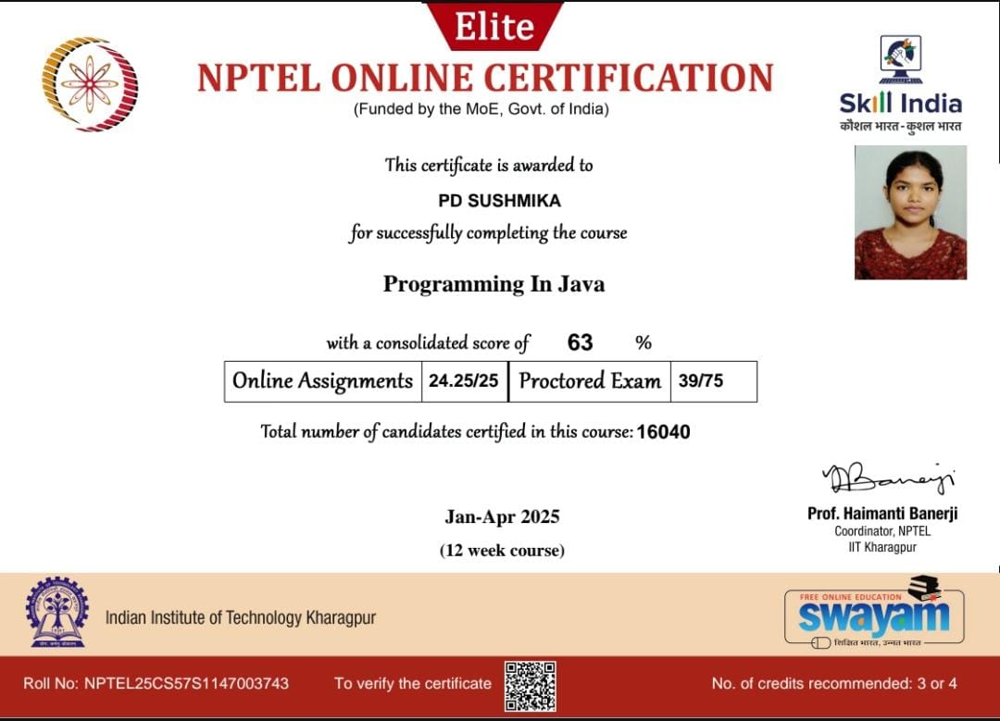 Elite
NPTEL ONLINE CERTIFICATION
(Funded by the MoE, Govt. of India)
Skill India
कौशल भारत - कुशल भारत
This certificate is awarded to
PD SUSHMIKA
for successfully completing the course
Programming In Java
with a consolidated score of 63 %
Online Assignments 24.25/25 Proctored Exam 39/75
Total number of candidates certified in this course: 16040
Jan-Apr 2025
(12 week course)
Prof. Haimanti Banerji
Coordinator, NPTEL
IIT Kharagpur
Indian Institute of Technology Kharagpur
FREE ONLINE EDUCATION
swayam
शिक्षित भारत, उन्नत भारत
Roll No: NPTEL25CS57S1147003743 To verify the certificate No. of credits recommended: 3 or 4